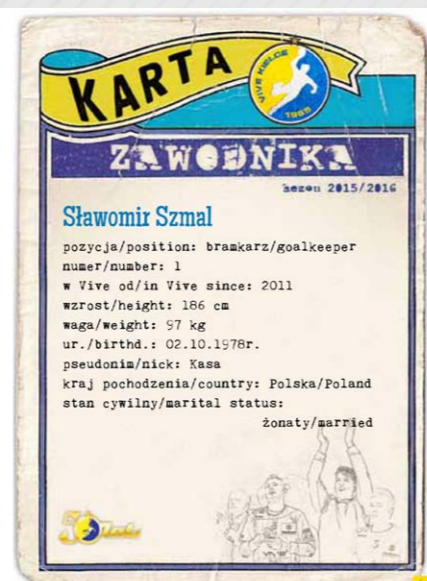 KARTA
VIVE KIELCE
1965
ZAWODNIKA
sezon 2015/2016
Sławomir Szmal
pozycja/position: bramkarz/goalkeeper
numer/number: 1
w Vive od/in Vive since: 2011
wzrost/height: 186 cm
waga/weight: 97 kg
ur./birthd.: 02.10.1978r.
pseudonim/nick: Kasa
kraj pochodzenia/country: Polska/Poland
stan cywilny/marital status:
żonaty/married